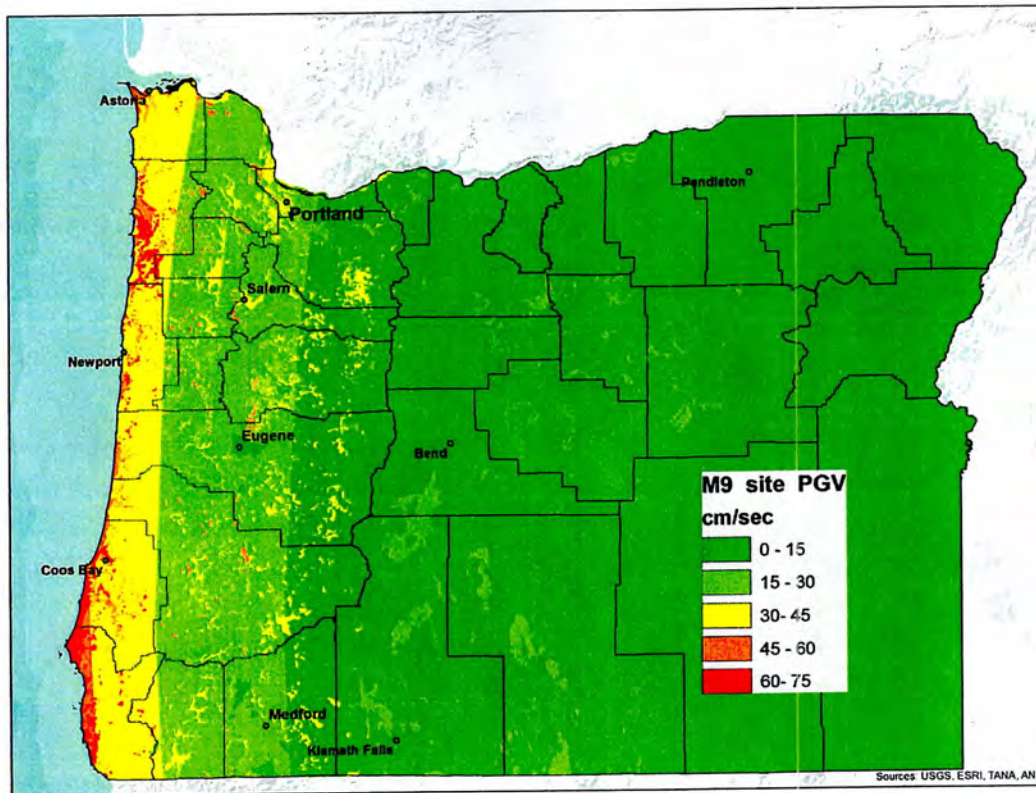 Astoria
Pendleton
Portland
Salem
Newport
Eugene
Bend
M9 site PGV
cm/sec
0 - 15
15 - 30
30- 45
45 - 60
60- 75
Coos Bay
Medford
Klamath Falls
Sources: USGS, ESRI, TANA, AN